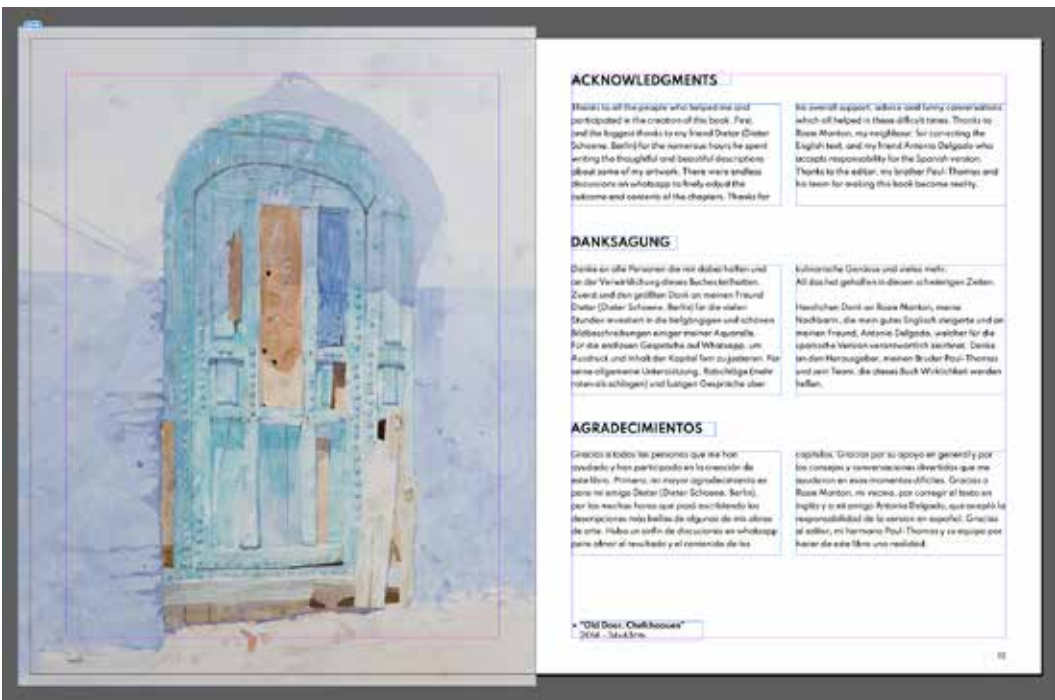 ACKNOWLEDGMENTS
Thanks to all the people who helped me and
participated in the creation of this book. First,
and the biggest thanks to my friend Dieter (Dieter
Schoene, Berlin) for the numerous hours he spent
writing the thoughtful and beautiful descriptions
about some of my artwork. There were endless
discussions on whatsapp to finely adjust the
outcome and contents of the chapters. Thanks for
his overall support, advice and funny conversations
which all helped in these difficult times. Thanks to
Rosie Manton, my neighbour, for correcting the
English text, and my friend Antonio Delgado who
accepts responsibility for the Spanish version.
Thanks to the editor, my brother Paul-Thomas and
his team for making this book become reality.
DANKSAGUNG
Danke an alle Personen die mir dabei halfen und
an der Verwirklichung dieses Buches teilhatten.
Zuerst und den größten Dank an meinen Freund
Dieter (Dieter Schoene, Berlin) für die vielen
Stunden investiert in die tiefgängigen und schönen
Bildbeschreibungen einiger meiner Aquarelle.
Für die endlosen Gespräche auf Whatsapp, um
Ausdruck und Inhalt der Kapitel fein zu justieren. Für
seine allgemeine Unterstützung, Ratschläge (mehr
raten als schlagen) und lustigen Gespräche über
kulinarische Genüsse und vieles mehr.
All das hat geholfen in diesen schwierigen Zeiten.
Herzlichen Dank an Rosie Manton, meine
Nachbarin, die mein gutes Englisch steigerte und an
meinen Freund, Antonio Delgado, welcher für die
spanische Version verantwortlich zeichnet. Danke
an den Herausgeber, meinen Bruder Paul-Thomas
und sein Team, die dieses Buch Wirklichkeit werden
ließen.
AGRADECIMIENTOS
Gracias a todas las personas que me han
ayudado y han participado en la creación de
este libro. Primero, mi mayor agradecimiento es
para mi amigo Dieter (Dieter Schoene, Berlin),
por las muchas horas que pasó escribiendo las
descripciones más bellas de algunas de mis obras
de arte. Hubo un sinfín de discusiones en whatsapp
para afinar el resultado y el contenido de los
capítulos. Gracias por su apoyo en general y por
los consejos y conversaciones divertidas que me
ayudaron en esos momentos difíciles. Gracias a
Rosie Manton, mi vecina, por corregir el texto en
inglés y a mi amigo Antonio Delgado, que aceptó la
responsabilidad de la version en español. Gracias
al editor, mi hermano Paul-Thomas y su equipo por
hacer de este libro una realidad.
"Old Door, Chefchaouen"